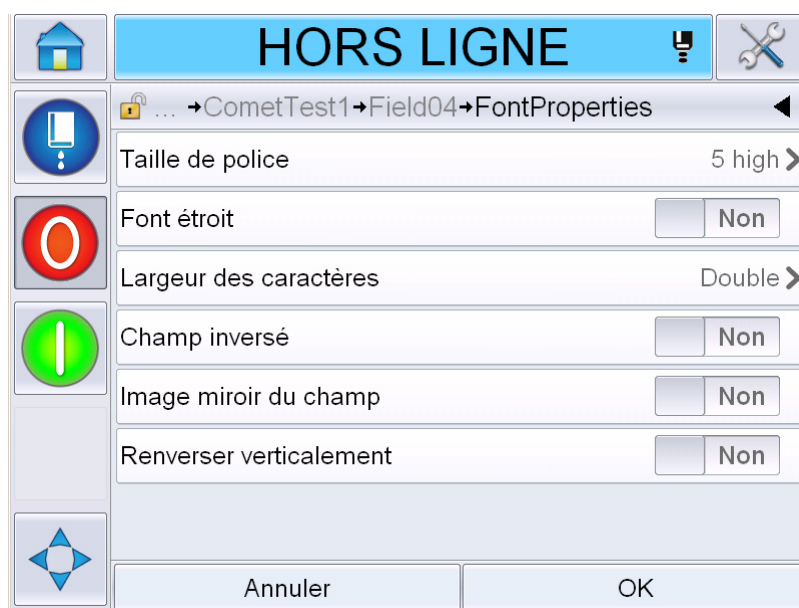 HORS LIGNE
... →CometTest1→Field04→FontProperties
Taille de police 5 high
Font étroit Non
Largeur des caractères Double
Champ inversé Non
Image miroir du champ Non
Renverser verticalement Non
Annuler OK